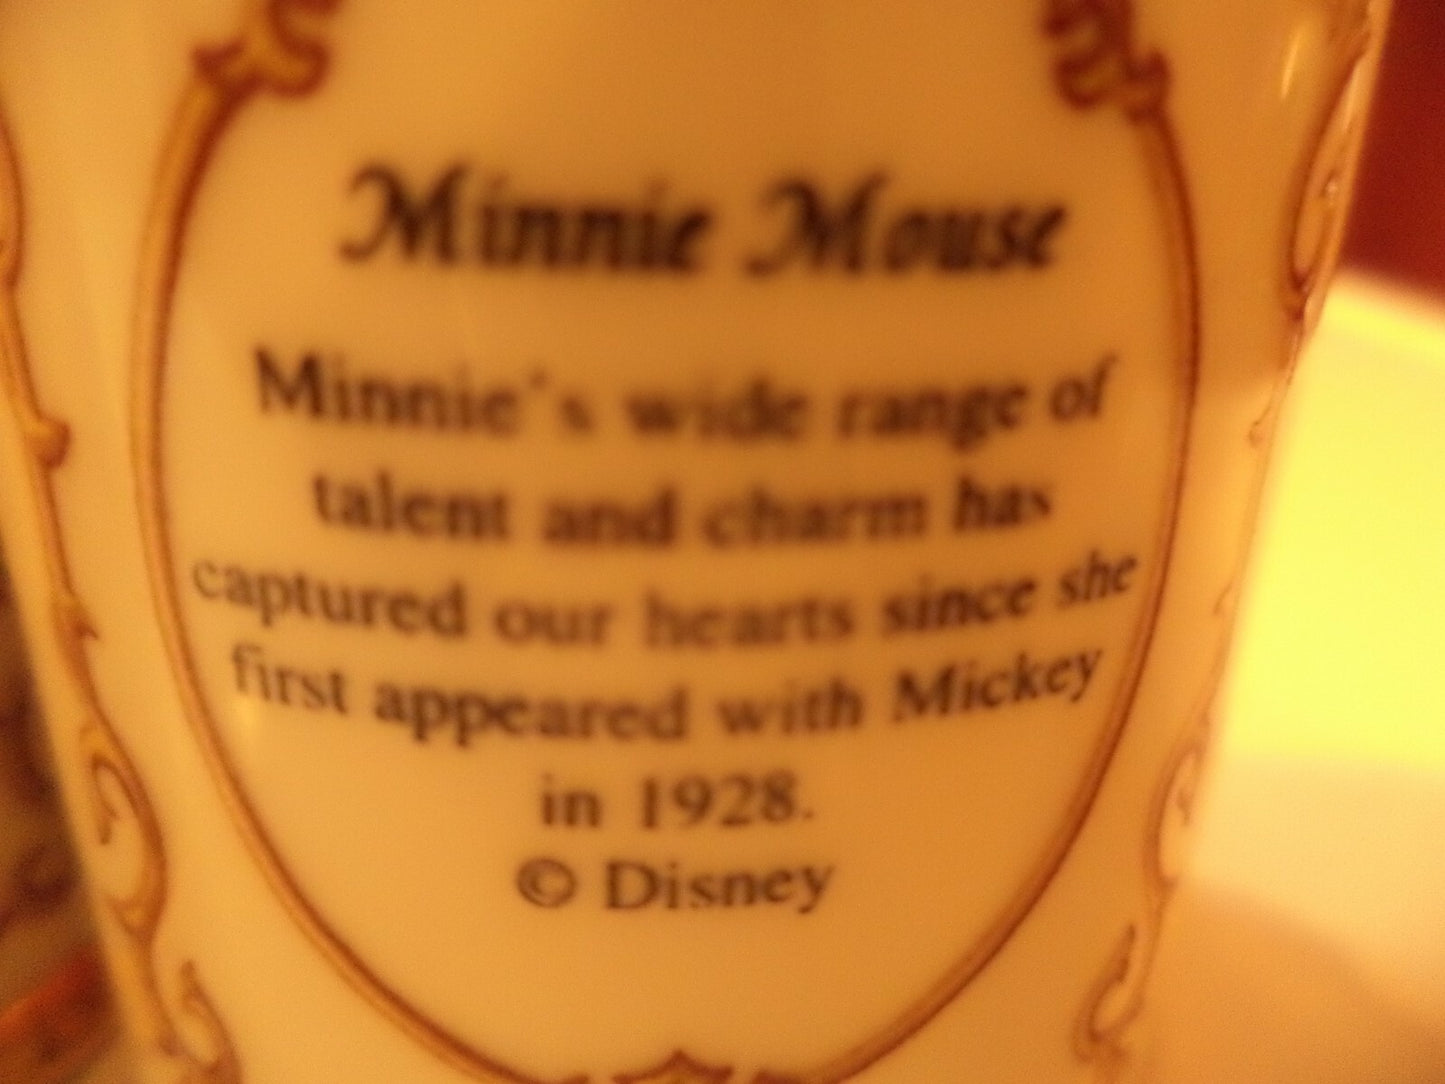 Minnie Mouse
Minnie's wide range of
talent and charm has
captured our hearts since she
first appeared with Mickey
in 1928.
© Disney